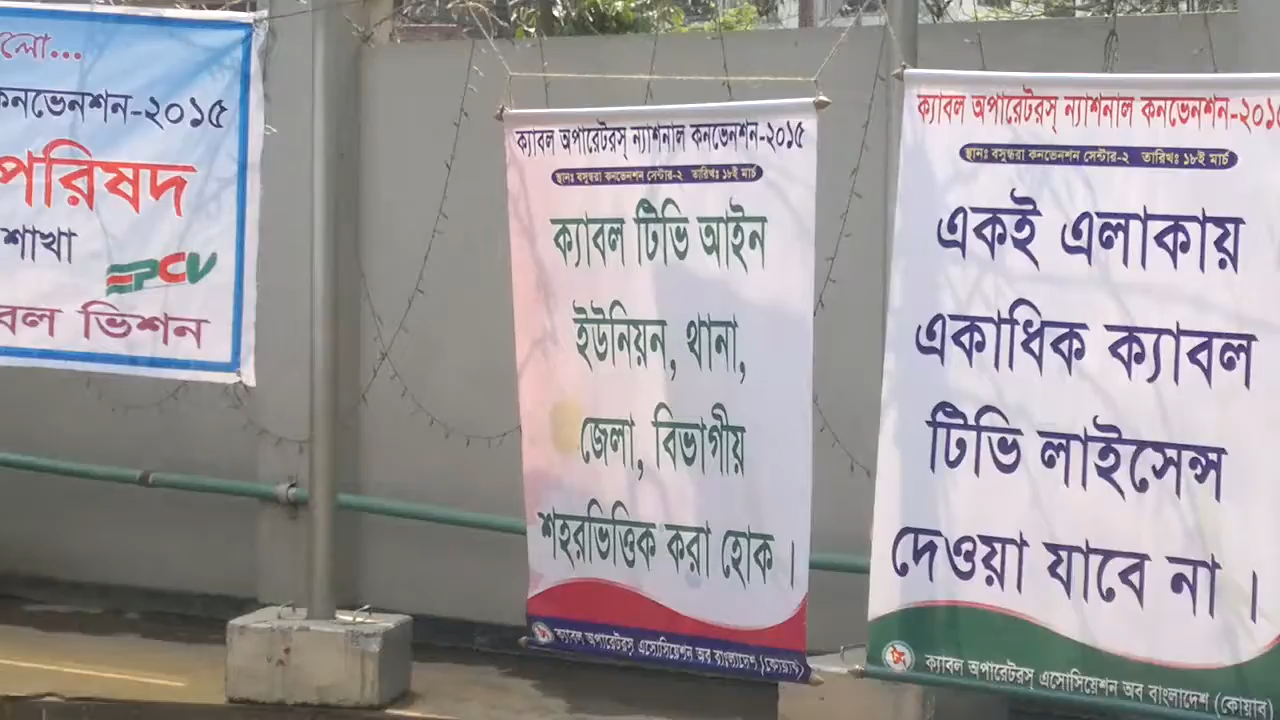 লো...
কনভেনশন-২০১৫
পরিষদ
শাখা
EPCV
বল ভিশন
ক্যাবল অপারেটরস্ ন্যাশনাল কনভেনশন-২০১৫
স্থানঃ বসুন্ধরা কনভেনশন সেন্টার-২ তারিখঃ ১৮ই মার্চ
ক্যাবল টিভি আইন
ইউনিয়ন, থানা,
জেলা, বিভাগীয়
শহরভিত্তিক করা হোক ।
ক্যাবল অপারেটরস্ এসোসিয়েশন অব বাংলাদেশ (কোয়াব)
ক্যাবল অপারেটরস্ ন্যাশনাল কনভেনশন-২০১৫
স্থানঃ বসুন্ধরা কনভেনশন সেন্টার-২ তারিখঃ ১৮ই মার্চ
একই এলাকায়
একাধিক ক্যাবল
টিভি লাইসেন্স
দেওয়া যাবে না ।
ক্যাবল অপারেটরস্ এসোসিয়েশন অব বাংলাদেশ (কোয়াব)